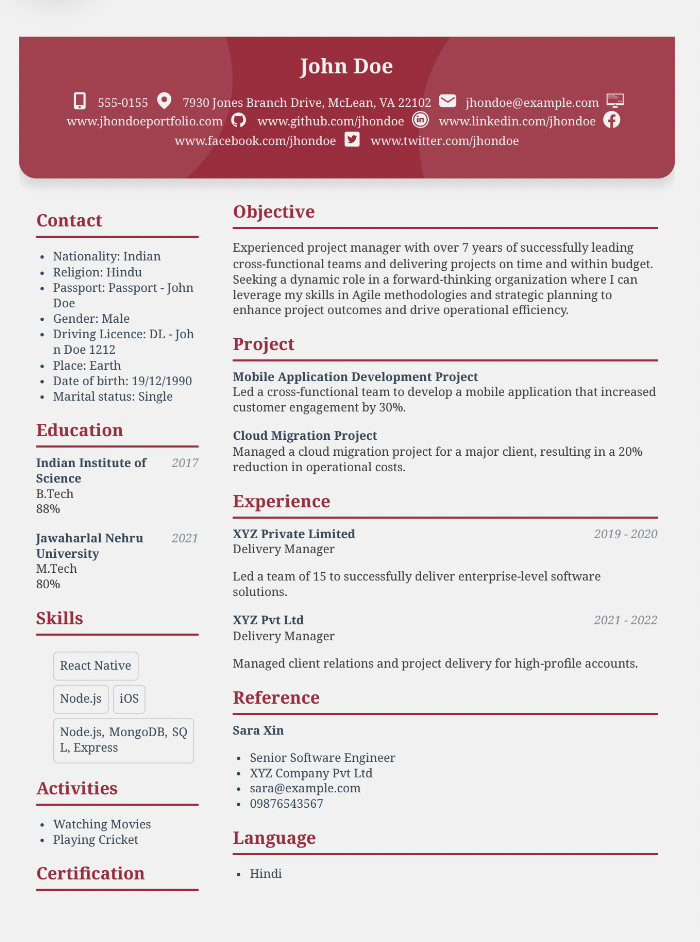 John Doe
555-0155 7930 Jones Branch Drive, McLean, VA 22102 jhondoe@example.com
www.jhondoeportfolio.com www.github.com/jhondoe www.linkedin.com/jhondoe
www.facebook.com/jhondoe www.twitter.com/jhondoe
Contact
• Nationality: Indian
• Religion: Hindu
• Passport: Passport - John
Doe
• Gender: Male
• Driving Licence: DL - Joh
n Doe 1212
• Place: Earth
• Date of birth: 19/12/1990
• Marital status: Single
Education
Indian Institute of 2017
Science
B.Tech
88%
Jawaharlal Nehru 2021
University
M.Tech
80%
Skills
React Native
Node.js iOS
Node.js, MongoDB, SQ
L, Express
Activities
• Watching Movies
• Playing Cricket
Certification
Objective
Experienced project manager with over 7 years of successfully leading
cross-functional teams and delivering projects on time and within budget.
Seeking a dynamic role in a forward-thinking organization where I can
leverage my skills in Agile methodologies and strategic planning to
enhance project outcomes and drive operational efficiency.
Project
Mobile Application Development Project
Led a cross-functional team to develop a mobile application that increased
customer engagement by 30%.
Cloud Migration Project
Managed a cloud migration project for a major client, resulting in a 20%
reduction in operational costs.
Experience
XYZ Private Limited 2019 - 2020
Delivery Manager
Led a team of 15 to successfully deliver enterprise-level software
solutions.
XYZ Pvt Ltd 2021 - 2022
Delivery Manager
Managed client relations and project delivery for high-profile accounts.
Reference
Sara Xin
• Senior Software Engineer
• XYZ Company Pvt Ltd
• sara@example.com
• 09876543567
Language
• Hindi